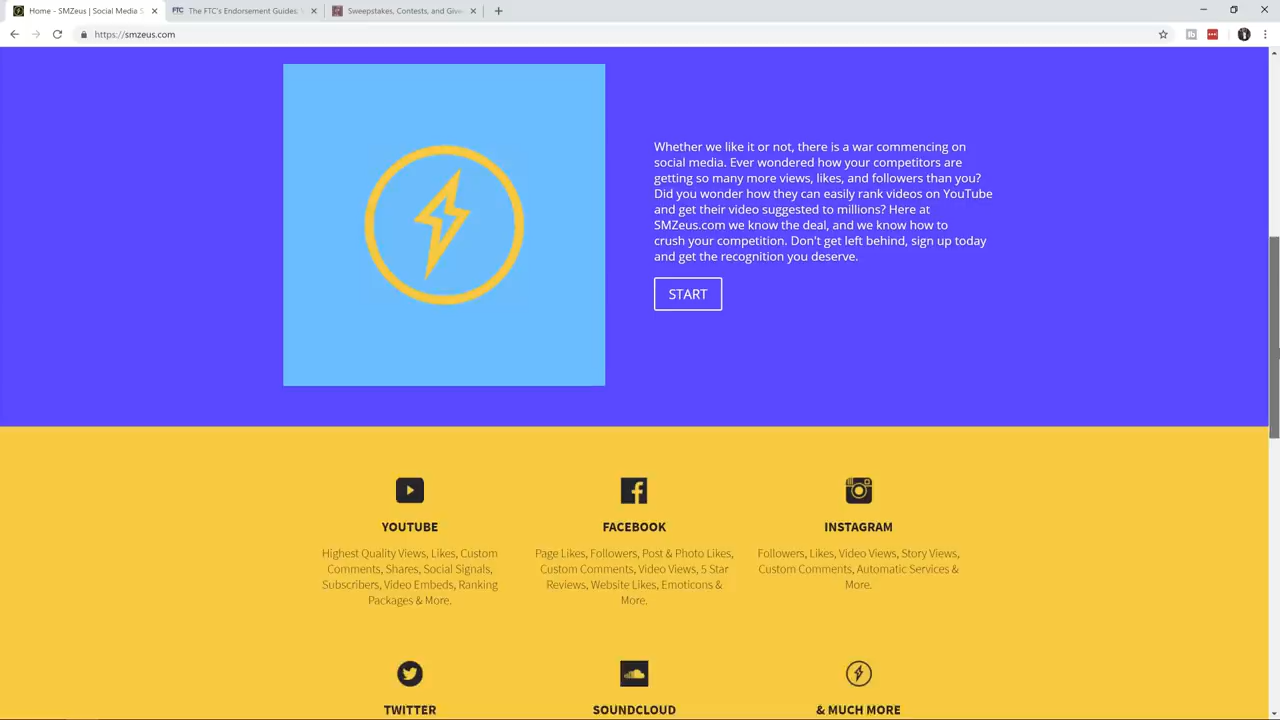 Home - SMZeus | Social Media S
The FTC's Endorsement Guides:
Sweepstakes, Contests, and Give
https://smzeus.com
Whether we like it or not, there is a war commencing on
social media. Ever wondered how your competitors are
getting so many more views, likes, and followers than you?
Did you wonder how they can easily rank videos on YouTube
and get their video suggested to millions? Here at
SMZeus.com we know the deal, and we know how to
crush your competition. Don't get left behind, sign up today
and get the recognition you deserve.
START
YOUTUBE
Highest Quality Views, Likes, Custom
Comments, Shares, Social Signals,
Subscribers, Video Embeds, Ranking
Packages & More.
FACEBOOK
Page Likes, Followers, Post & Photo Likes,
Custom Comments, Video Views, 5 Star
Reviews, Website Likes, Emoticons &
More.
INSTAGRAM
Followers, Likes, Video Views, Story Views,
Custom Comments, Automatic Services &
More.
TWITTER
SOUNDCLOUD
& MUCH MORE